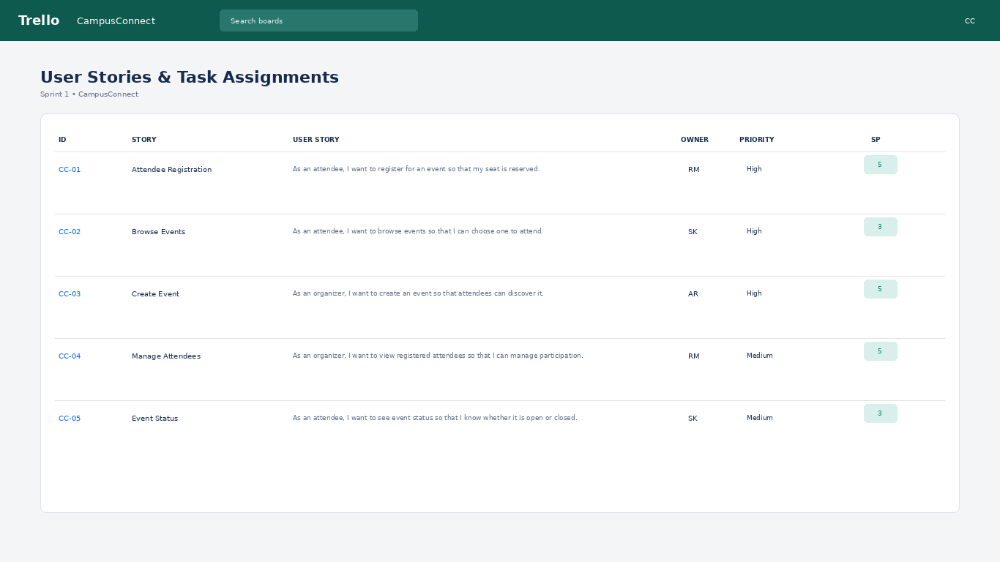 Trello CampusConnect Search boards CC
User Stories & Task Assignments
Sprint 1 • CampusConnect
ID STORY USER STORY OWNER PRIORITY SP
CC-01 Attendee Registration As an attendee, I want to register for an event so that my seat is reserved. RM High 5
CC-02 Browse Events As an attendee, I want to browse events so that I can choose one to attend. SK High 3
CC-03 Create Event As an organizer, I want to create an event so that attendees can discover it. AR High 5
CC-04 Manage Attendees As an organizer, I want to view registered attendees so that I can manage participation. RM Medium 5
CC-05 Event Status As an attendee, I want to see event status so that I know whether it is open or closed. SK Medium 3